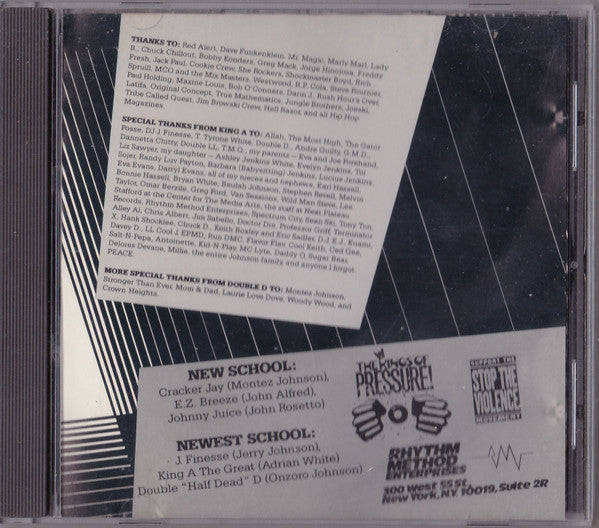 THANKS TO: Red Alert, Dave Funkenklein, Mr. Magic, Marly Marl, Lady
B., Chuck Chillout, Bobby Konders, Greg Mack, Jorge Hinojosa, Freddy
Fresh, Jack Paul, Cookie Crew, She Rockers, Shockmaster Boyd, Rich
Spruill, MCO and the Mix Masters, Westwood, R.P. Cola, Steve Fournier,
Paul Holding, Maxine Louis, Bob O'Conners, Darin J., Rush Hour's Over,
Latifa, Original Concept, True Mathematics, Jungle Brothers, Joeski,
Tribe Called Quest, Jim Browski Crew, Hell Razor, and all Hip Hop
Magazines.
SPECIAL THANKS FROM KING A TO: Allah, The Most High, The Gator
Posse, DJ J Finesse, T. Tyrone White, Double D., Andre Guilty, G.M.D.,
Dannetta Chitty, Double LL, T.M.Q., my parents — Eva and Joe Forehand,
Liz Sawyer, my daughter — Ashley Jenkins White, Evelyn Jenkins, Toi
Sojer, Randy Luv Payton, Barbara (Babysitting) Jenkins, Lucius Jenkins,
Eva Evans, Darryl Evans, all of my nieces and nephews, Earl Hassell,
Bonnie Hassell, Bryan White, Beulah Johnson, Stephen Revell, Melvin
Taylor, Omar Berzile, Greg Ford, Van Sessions, Wild Man Steve, Lee
Stafford at the Center for The Media Arts, the staff at Next Plateau
Records, Rhythm Method Enterprises, Spectrum City, Sean Ski, Tony Ton,
Alley Al, Chris Albert, Jim Sabello, Doctor Dre, Professor Griff, Terminator
X, Hank Shocklee, Chuck D., Keith Boxley and Eric Sadler, D.J. E.J. Kuami,
Davey D., LL Cool J, EPMD, Run DMC, Flavor Flav, Cool Keith, Ced Gee,
Salt-N-Pepa, Antoinette, Kid-N-Play, MC Lyte, Daddy O, Sugar Bear,
Delores Devane, Millie, the entire Johnson family, and anyone I forgot.
PEACE.
MORE SPECIAL THANKS FROM DOUBLE D TO: Montez Johnson,
Stronger Than Ever, Mom & Dad, Laurie Love Dove, Woody Wood, and
Crown Heights.
NEW SCHOOL:
Cracker Jay (Montez Johnson),
E.Z. Breeze (John Alfred),
Johnny Juice (John Rosetto)
NEWEST SCHOOL:
J. Finesse (Jerry Johnson),
King A The Great (Adrian White)
Double "Half Dead" D (Onzoro Johnson)
THE KINGS OF
PRESSURE!
SUPPORT THE
STOP THE
VIOLENCE
MOVEMENT
RHYTHM
METHOD
ENTERPRISES
300 West 55 St.
New York, N.Y. 10019, Suite 2R